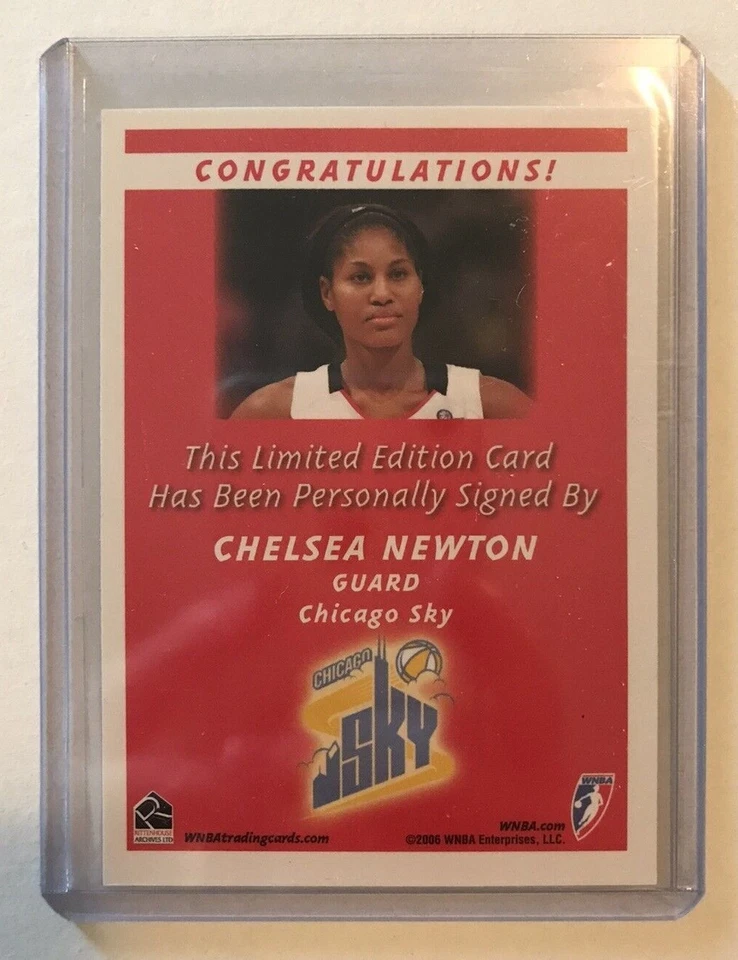 CONGRATULATIONS!
This Limited Edition Card
Has Been Personally Signed By
CHELSEA NEWTON
GUARD
Chicago Sky
CHICAGO
SKY
RITTENHOUSE
ARCHIVES LTD
WNBAtradingcards.com
WNBA.com
©2006 WNBA Enterprises, LLC.
WNBA